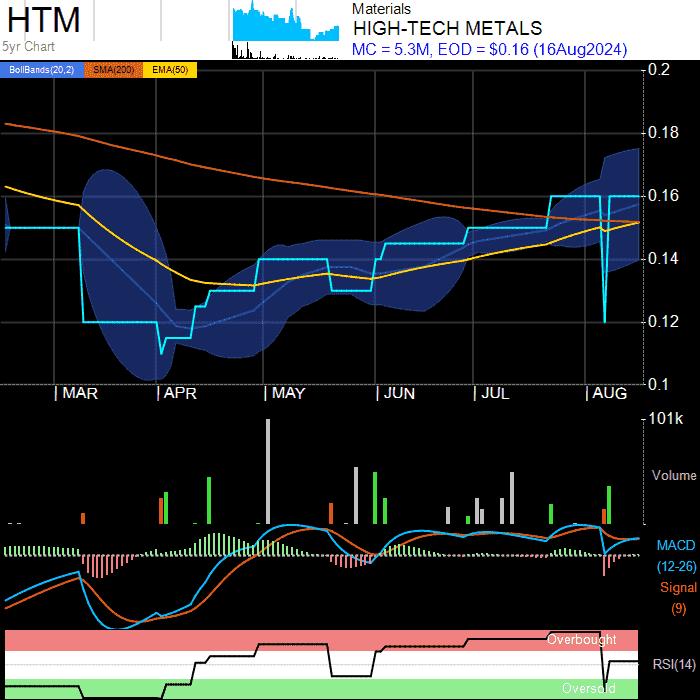 HTM
5yr Chart
Materials
HIGH-TECH METALS
MC = 5.3M, EOD = $0.16 (16Aug2024)
BollBands(20,2) SMA(200) EMA(50)
0.2
0.18
0.16
0.14
0.12
0.1
MAR APR MAY JUN JUL AUG
101k
Volume
MACD
(12-26)
Signal
(9)
Overbought
RSI(14)
Oversold